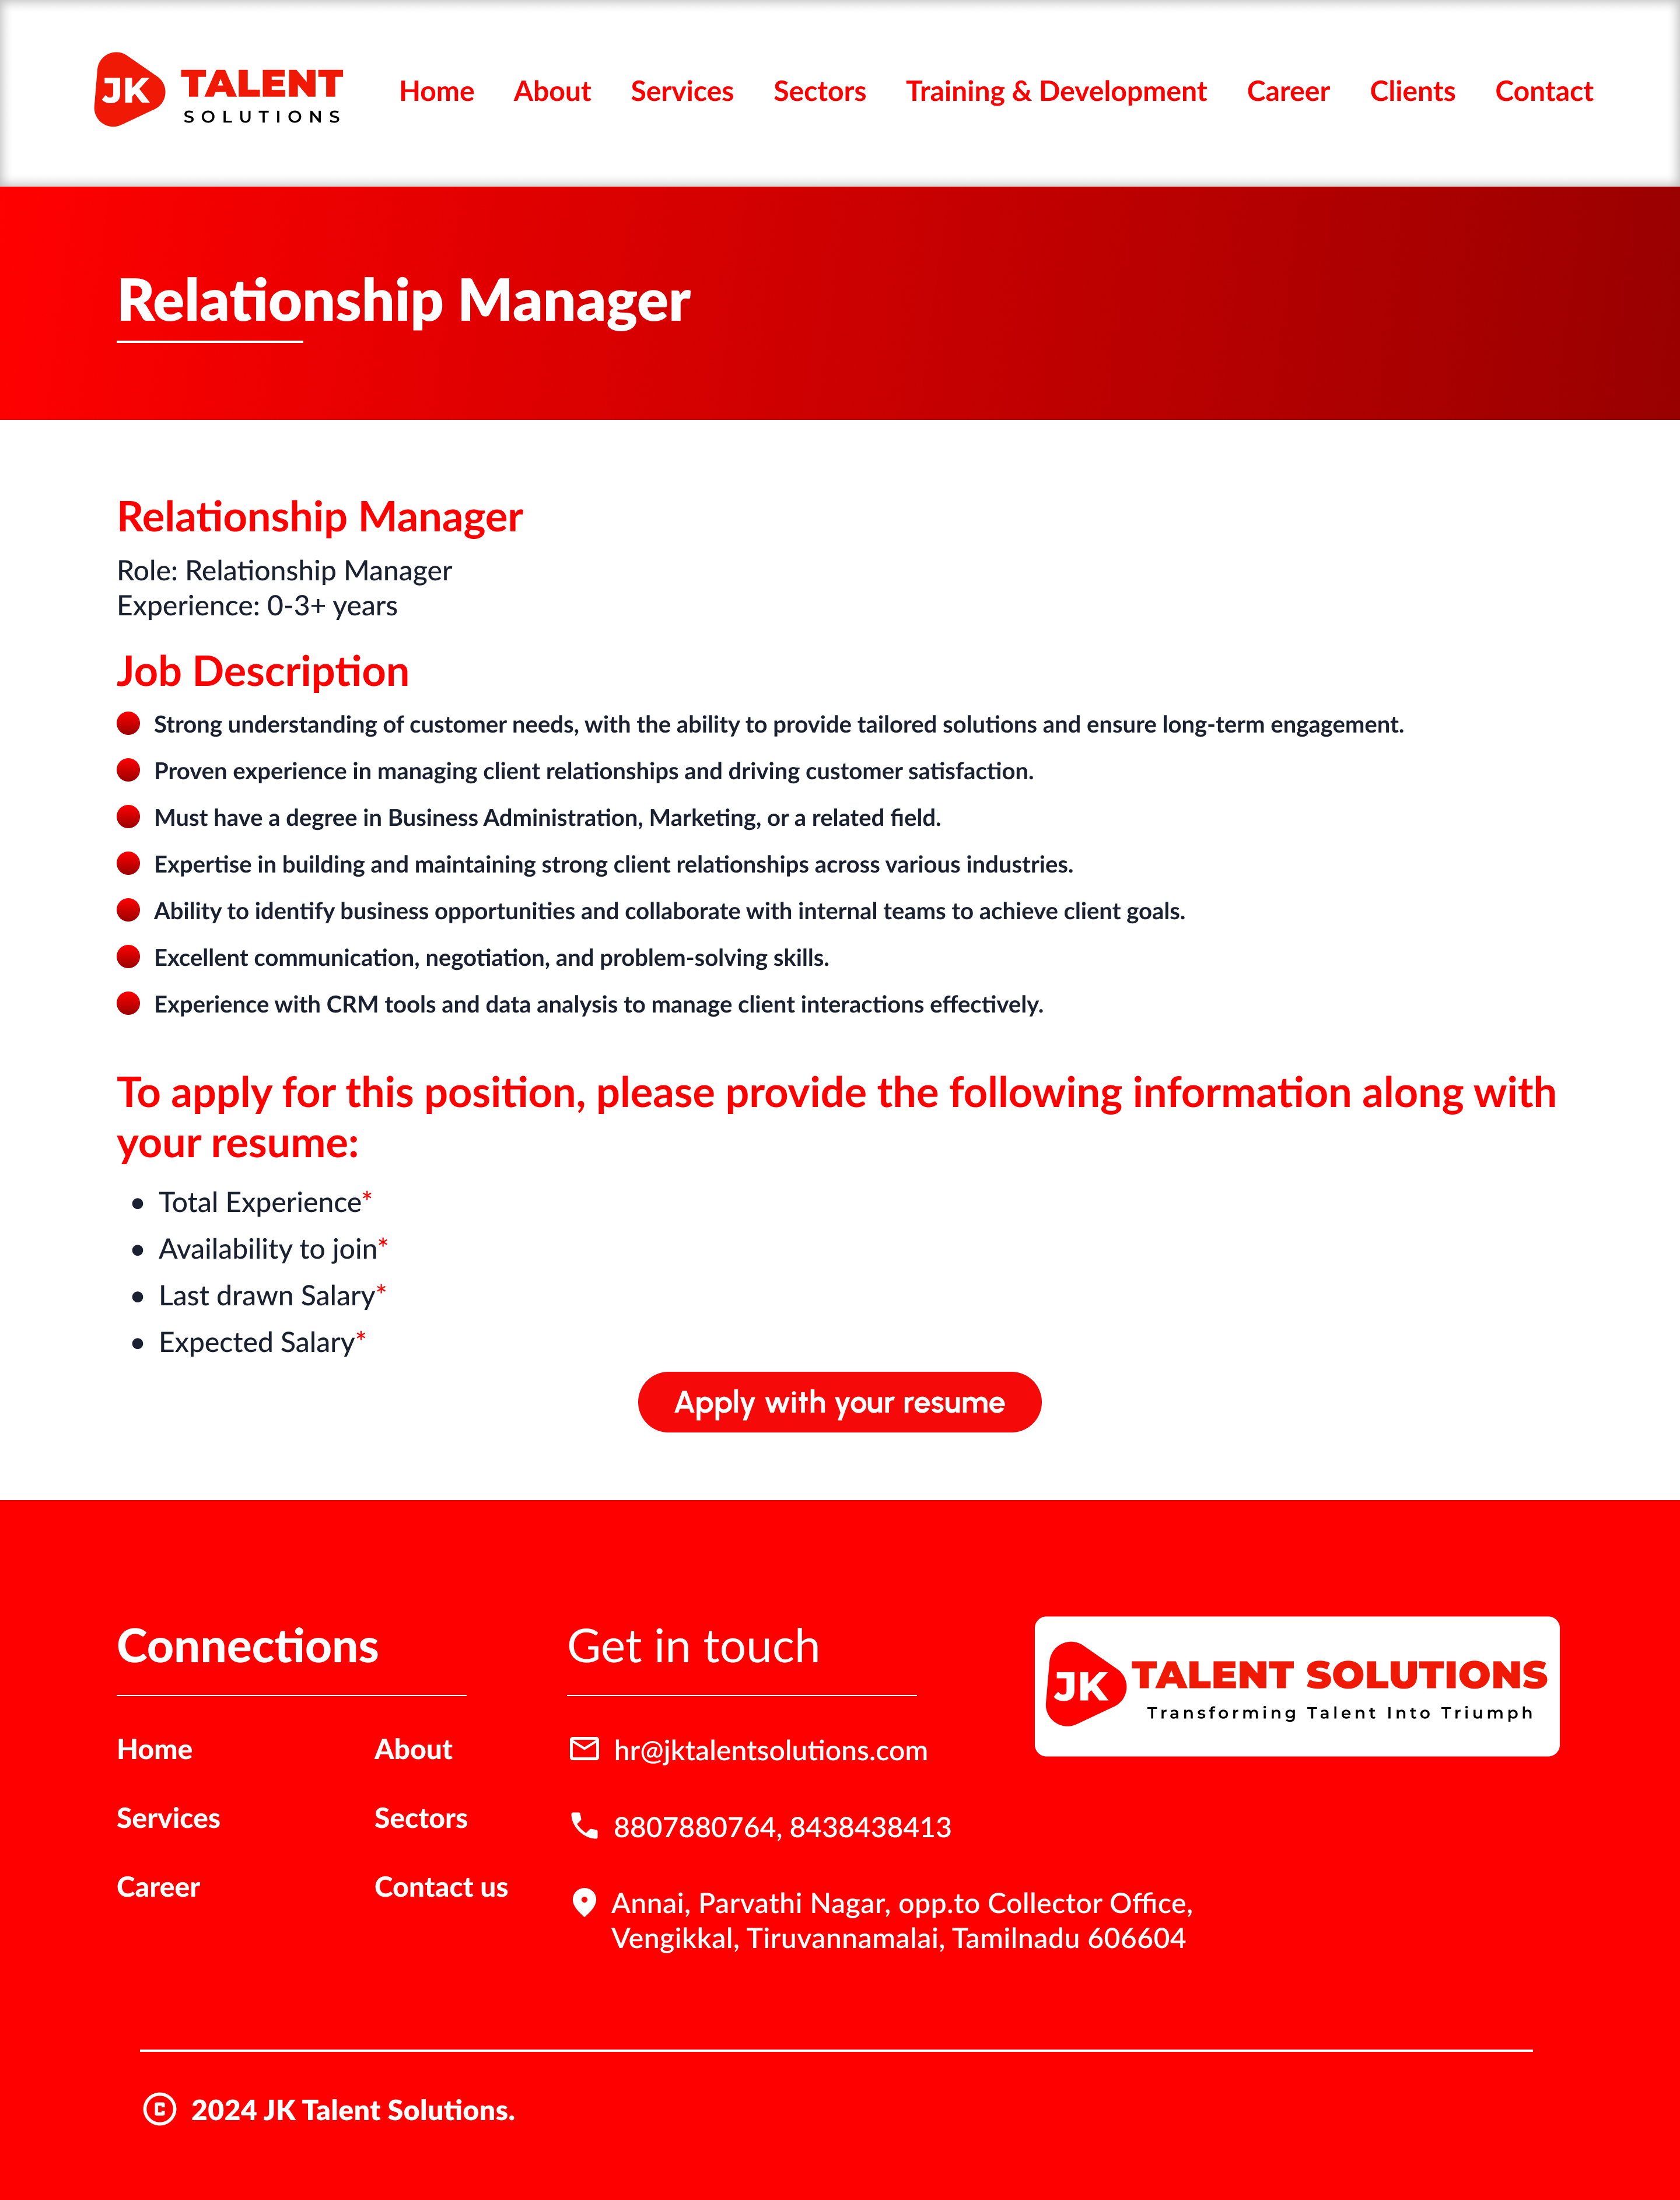 JK TALENT
SOLUTIONS
Home About Services Sectors Training & Development Career Clients Contact
Relationship Manager
Relationship Manager
Role: Relationship Manager
Experience: 0-3+ years
Job Description
Strong understanding of customer needs, with the ability to provide tailored solutions and ensure long-term engagement.
Proven experience in managing client relationships and driving customer satisfaction.
Must have a degree in Business Administration, Marketing, or a related field.
Expertise in building and maintaining strong client relationships across various industries.
Ability to identify business opportunities and collaborate with internal teams to achieve client goals.
Excellent communication, negotiation, and problem-solving skills.
Experience with CRM tools and data analysis to manage client interactions effectively.
To apply for this position, please provide the following information along with
your resume:
• Total Experience*
• Availability to join*
• Last drawn Salary*
• Expected Salary*
Apply with your resume
Connections
Home About
Services Sectors
Career Contact us
Get in touch
hr@jktalentsolutions.com
8807880764, 8438438413
Annai, Parvathi Nagar, opp.to Collector Office,
Vengikkal, Tiruvannamalai, Tamilnadu 606604
JK TALENT SOLUTIONS
Transforming Talent Into Triumph
© 2024 JK Talent Solutions.